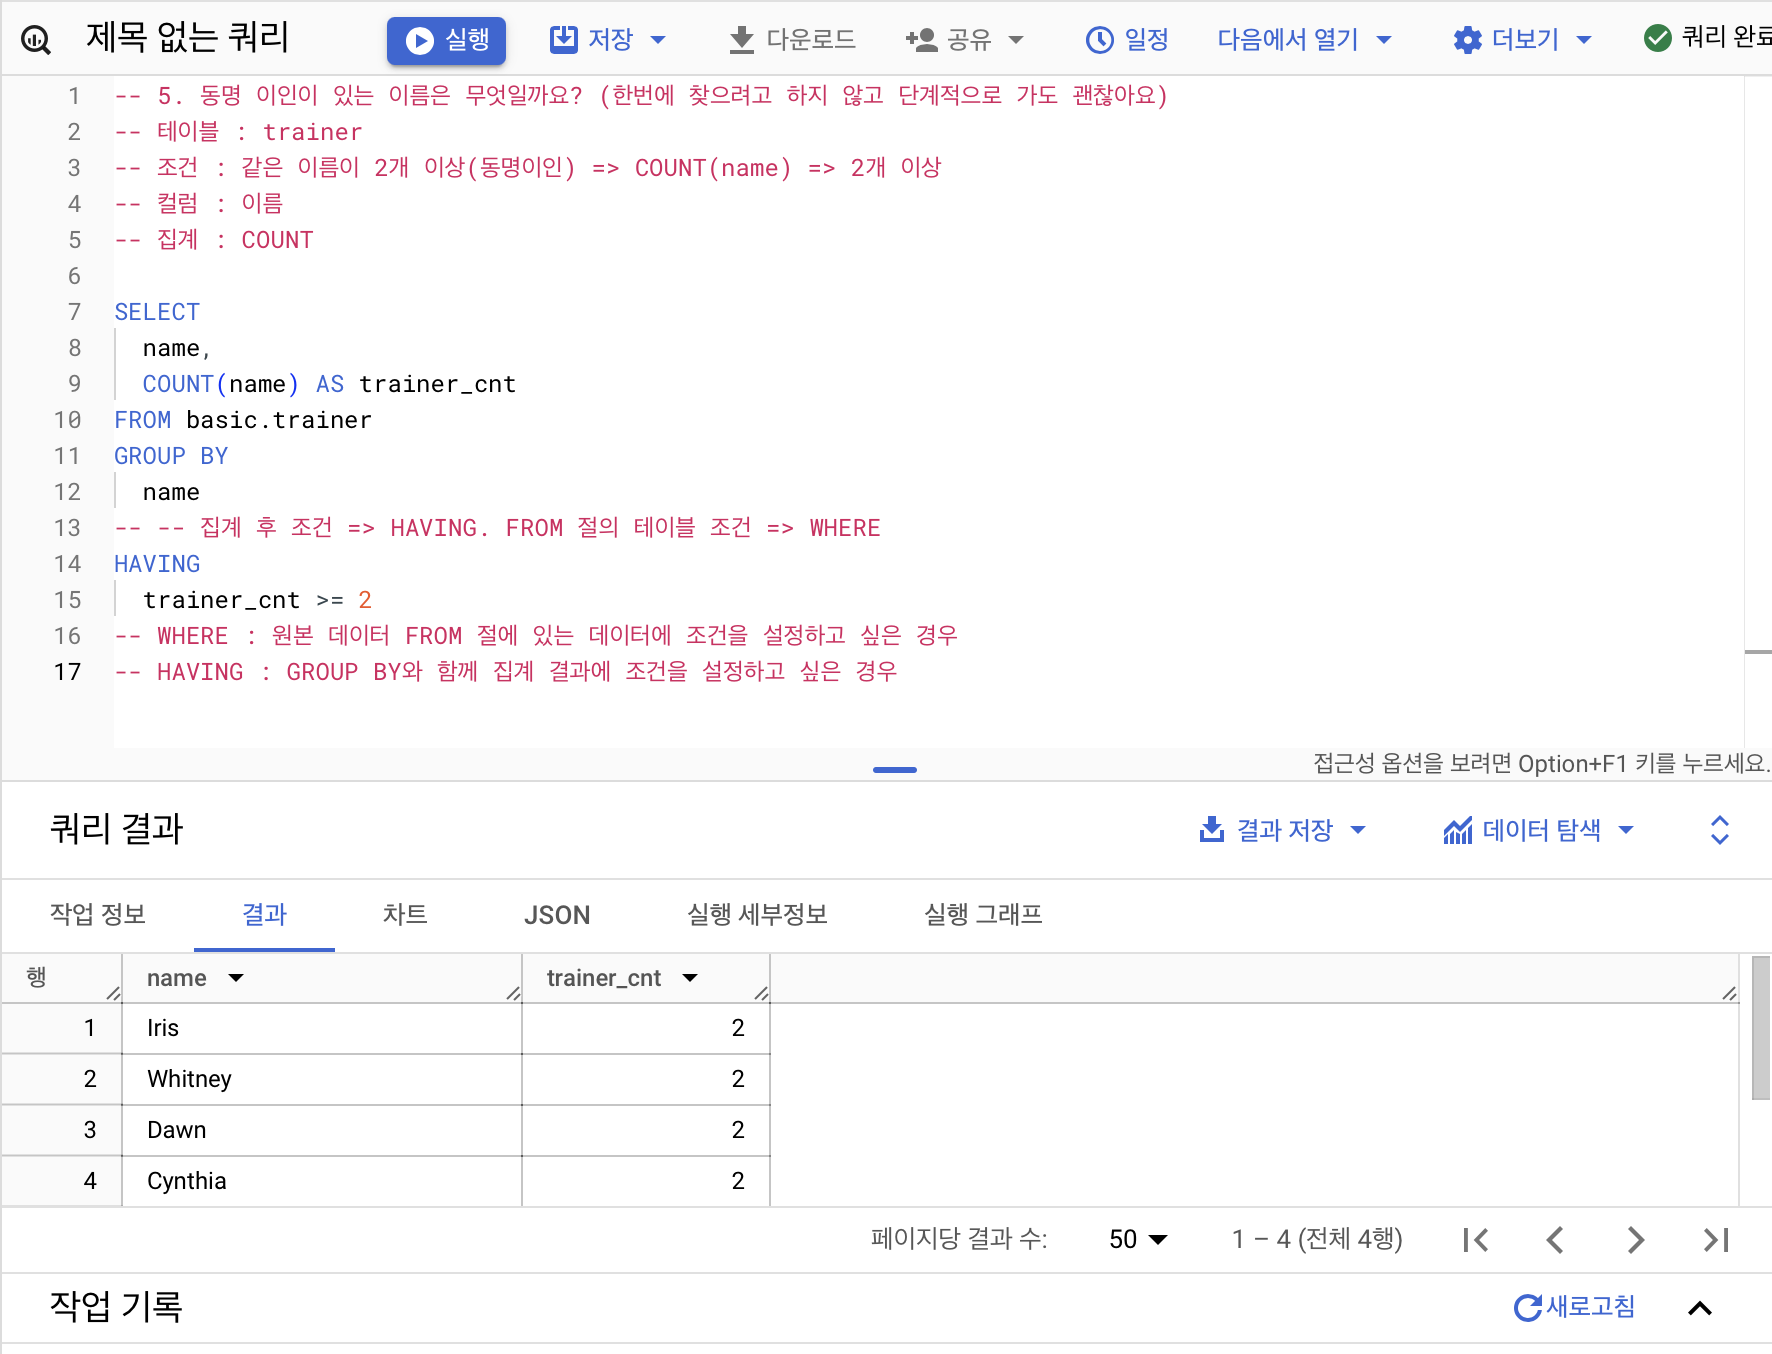 제목 없는 쿼리 실행 저장 다운로드 공유 일정 다음에서 열기 더보기 쿼리 완료
1 -- 5. 동명 이인이 있는 이름은 무엇일까요? (한번에 찾으려고 하지 않고 단계적으로 가도 괜찮아요)
2 -- 테이블 : trainer
3 -- 조건 : 같은 이름이 2개 이상(동명이인) => COUNT(name) => 2개 이상
4 -- 컬럼 : 이름
5 -- 집계 : COUNT
6
7 SELECT
8 name,
9 COUNT(name) AS trainer_cnt
10 FROM basic.trainer
11 GROUP BY
12 name
13 -- -- 집계 후 조건 => HAVING. FROM 절의 테이블 조건 => WHERE
14 HAVING
15 trainer_cnt >= 2
16 -- WHERE : 원본 데이터 FROM 절에 있는 데이터에 조건을 설정하고 싶은 경우
17 -- HAVING : GROUP BY와 함께 집계 결과에 조건을 설정하고 싶은 경우
접근성 옵션을 보려면 Option+F1 키를 누르세요.
쿼리 결과 결과 저장 데이터 탐색
작업 정보 결과 차트 JSON 실행 세부정보 실행 그래프
행 name trainer_cnt
1 Iris 2
2 Whitney 2
3 Dawn 2
4 Cynthia 2
페이지당 결과 수: 50 1 – 4 (전체 4행)
작업 기록 새로고침